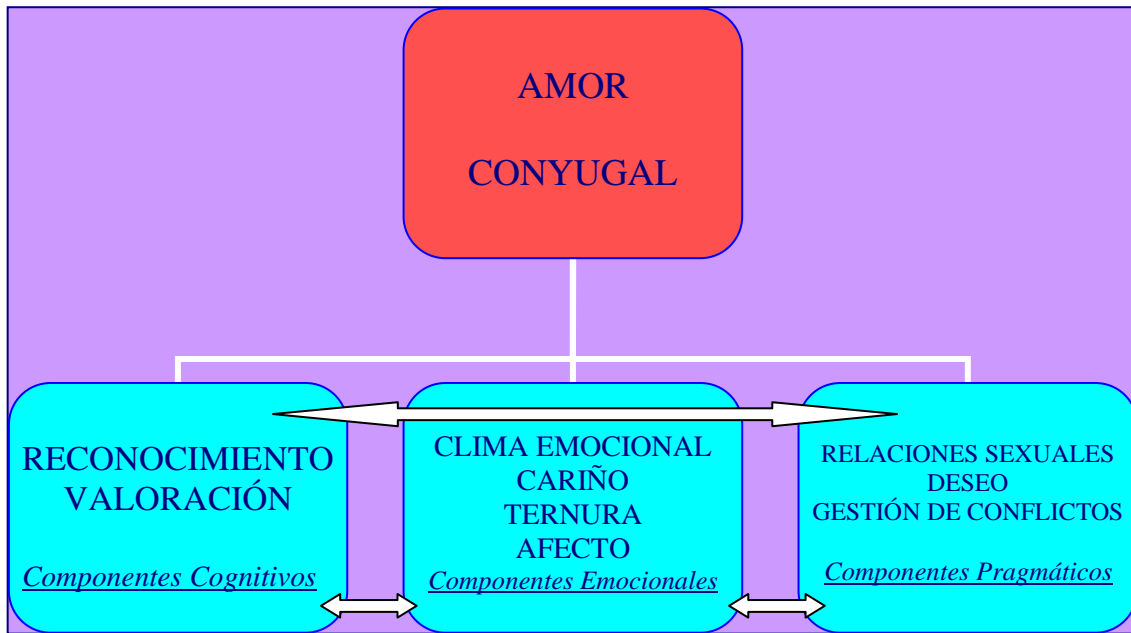 AMOR
CONYUGAL
RECONOCIMIENTO
VALORACIÓN
Componentes Cognitivos
CLIMA EMOCIONAL
CARIÑO
TERNURA
AFECTO
Componentes Emocionales
RELACIONES SEXUALES
DESEO
GESTIÓN DE CONFLICTOS
Componentes Pragmáticos